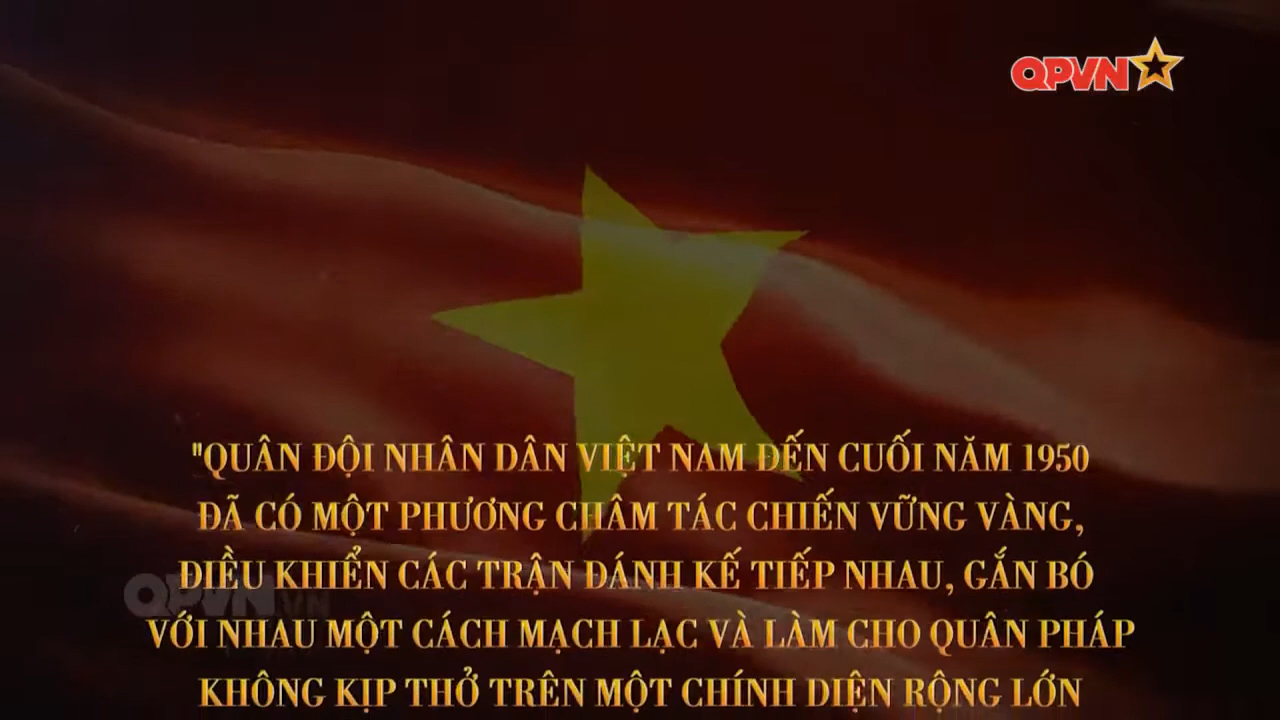 QPVN
"QUÂN ĐỘI NHÂN DÂN VIỆT NAM ĐẾN CUỐI NĂM 1950
ĐÃ CÓ MỘT PHƯƠNG CHÂM TÁC CHIẾN VỮNG VÀNG,
ĐIỀU KHIỂN CÁC TRẬN ĐÁNH KẾ TIẾP NHAU, GẮN BÓ
QPVN.VN
VỚI NHAU MỘT CÁCH MẠCH LẠC VÀ LÀM CHO QUÂN PHÁP
KHÔNG KỊP THỞ TRÊN MỘT CHÍNH DIỆN RỘNG LỚN